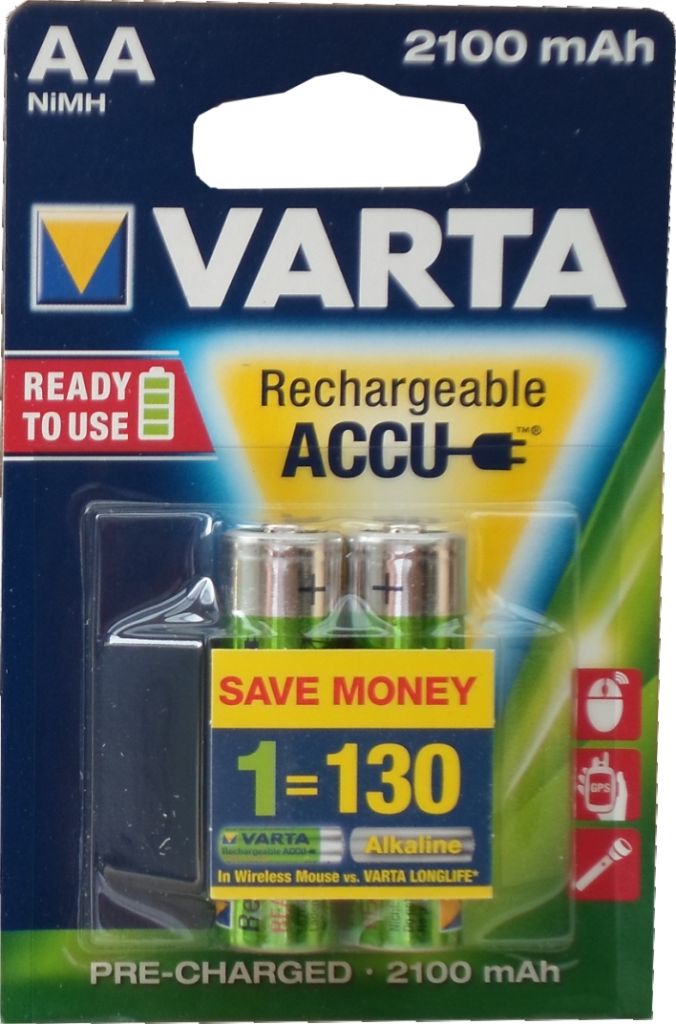 AA
2100 mAh
NiMH
VARTA
READY
TO USE
Rechargeable
ACCU™®
+ +
SAVE MONEY
1=130
VARTA
Rechargeable ACCU
Alkaline
In Wireless Mouse vs. VARTA LONGLIFE*
GPS
PRE-CHARGED · 2100 mAh